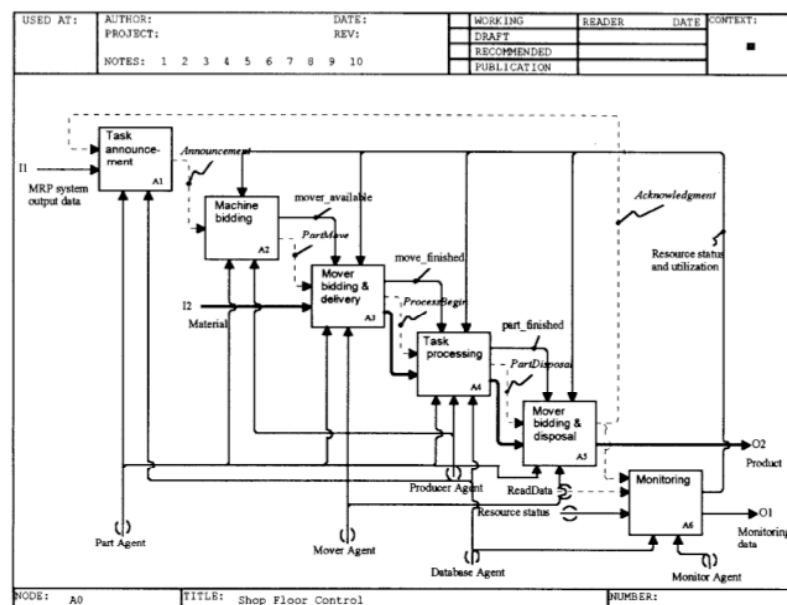 USED AT:
AUTHOR:
DATE:
PROJECT:
REV:
NOTES: 1 2 3 4 5 6 7 8 9 10
WORKING
DRAFT
RECOMMENDED
PUBLICATION
READER
DATE
CONTEXT:
Task
announce-
ment
A1
Announcement
I1
MRP system
output data
Machine
bidding
A2
mover_available
PartMove
Acknowledgment
Resource status
and utilization
Mover
bidding &
delivery
A3
move_finished
ProcessBegin
I2
Material
Task
processing
A4
part_finished
PartDisposal
Mover
bidding &
disposal
A5
O2
Product
Producer Agent
ReadData
Resource status
Monitoring
A6
O1
Monitoring
data
Part Agent
Mover Agent
Database Agent
Monitor Agent
NODE: A0
TITLE: Shop Floor Control
NUMBER: